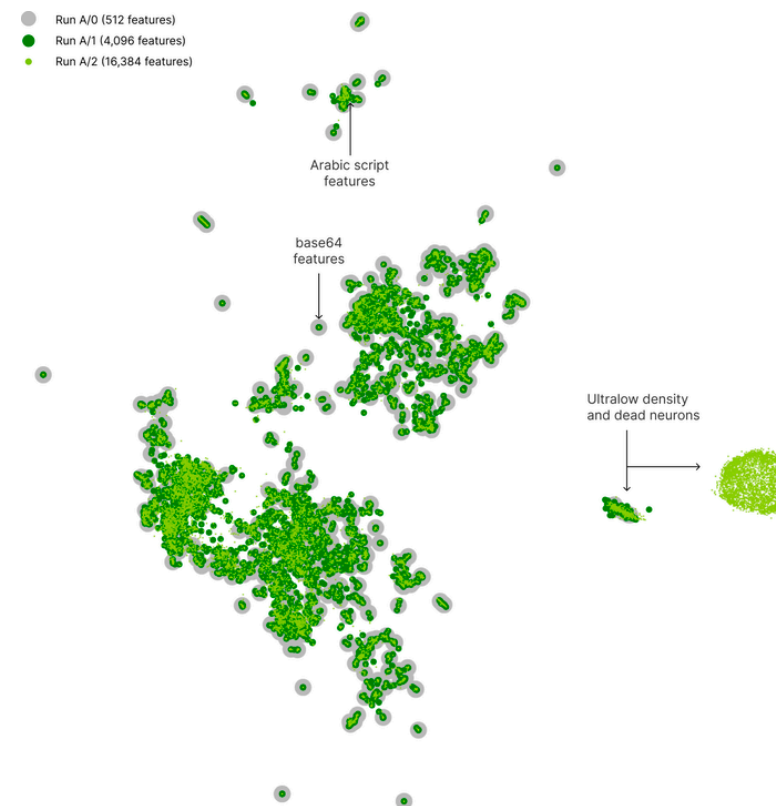 Run A/0 (512 features)
Run A/1 (4,096 features)
Run A/2 (16,384 features)
Arabic script
features
base64
features
Ultralow density
and dead neurons